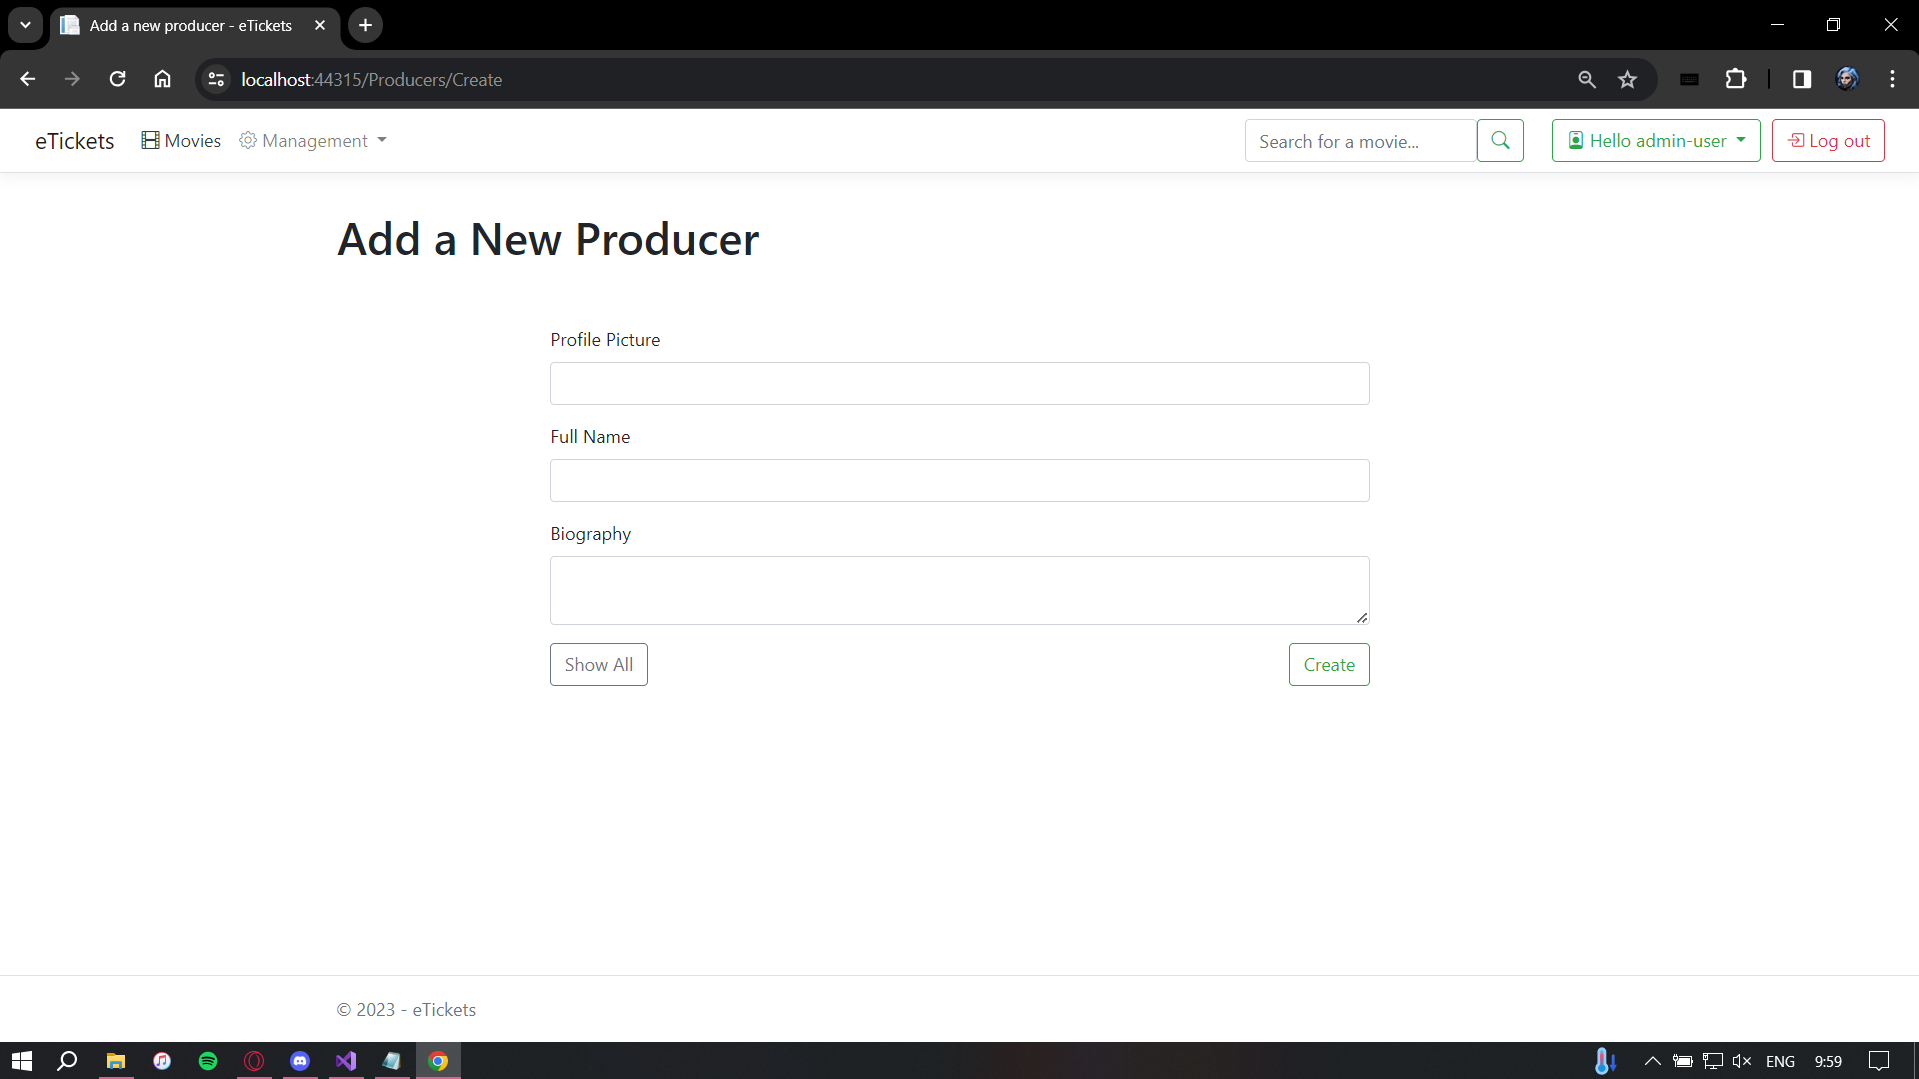 Add a new producer - eTickets
localhost:44315/Producers/Create
eTickets Movies Management Search for a movie... Hello admin-user Log out
Add a New Producer
Profile Picture
Full Name
Biography
Show All Create
© 2023 - eTickets
ENG 9:59